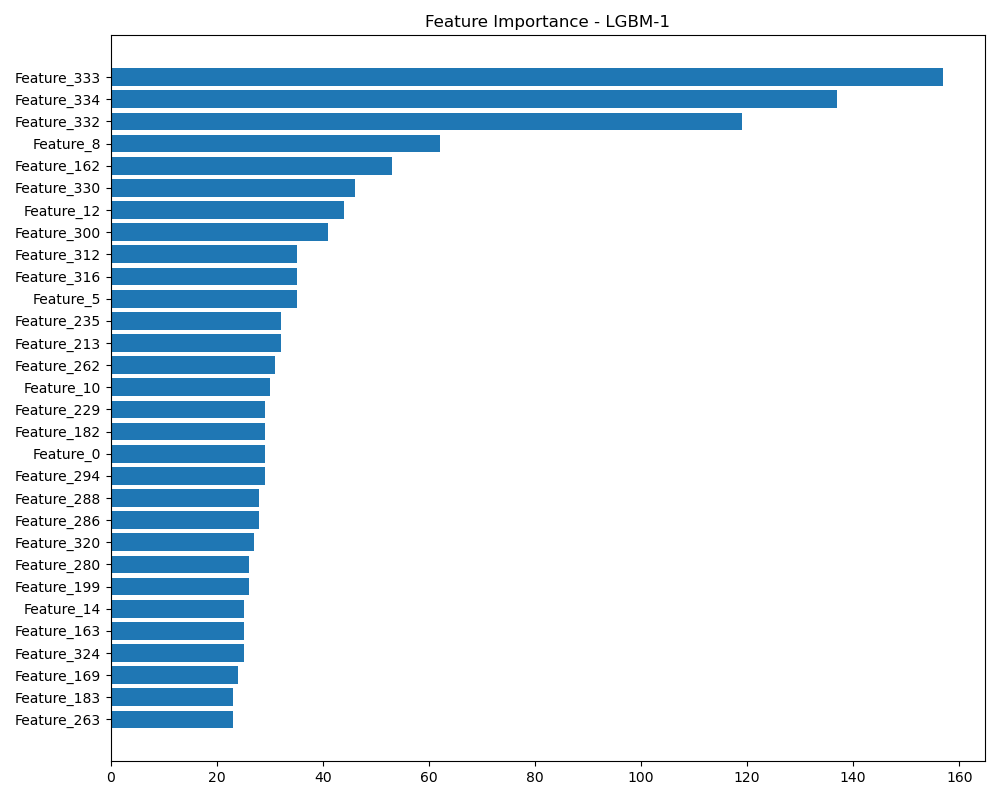 Feature Importance - LGBM-1
Feature_333
Feature_334
Feature_332
Feature_8
Feature_162
Feature_330
Feature_12
Feature_300
Feature_312
Feature_316
Feature_5
Feature_235
Feature_213
Feature_262
Feature_10
Feature_229
Feature_182
Feature_0
Feature_294
Feature_288
Feature_286
Feature_320
Feature_280
Feature_199
Feature_14
Feature_163
Feature_324
Feature_169
Feature_183
Feature_263
0 20 40 60 80 100 120 140 160